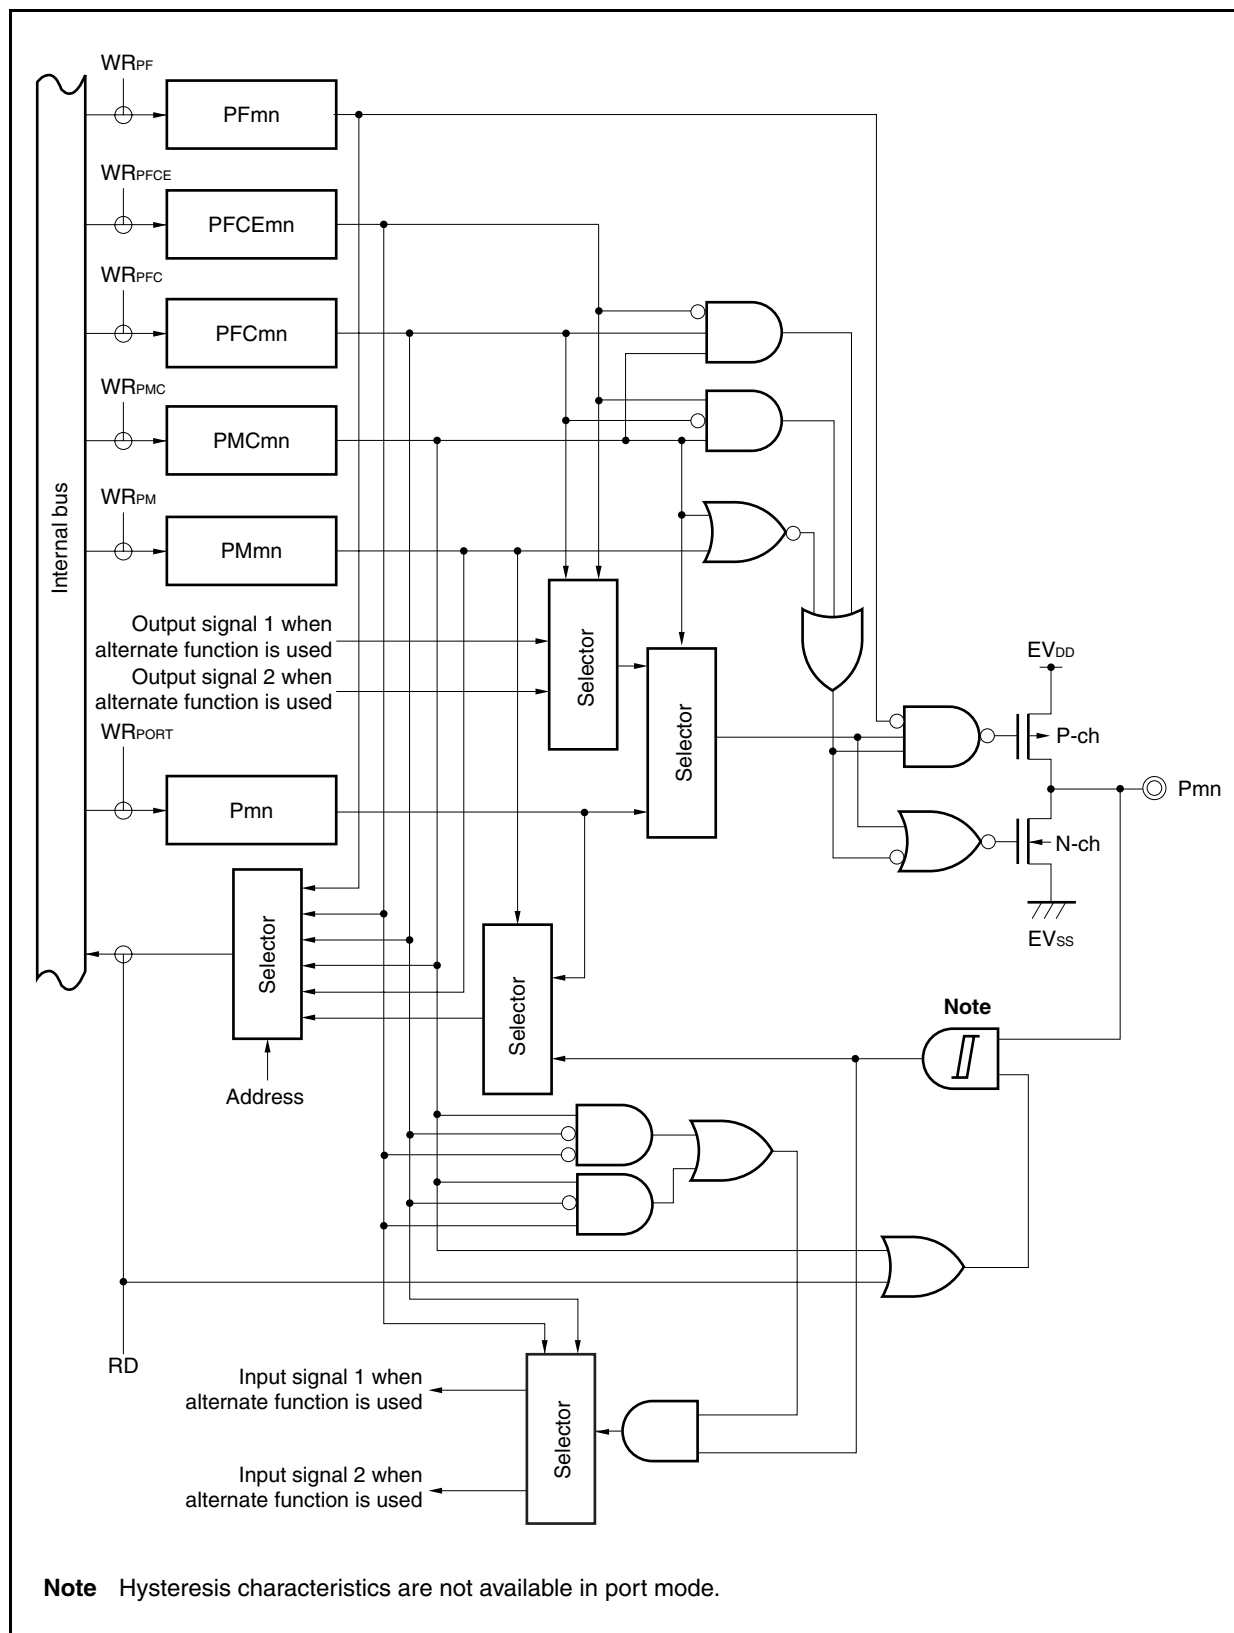 WRPF
PFmn
WRPFCE
PFCEmn
WRPFC
PFCmn
WRPMC
PMCmn
WRPM
PMmn
Internal bus
Output signal 1 when
alternate function is used
Output signal 2 when
alternate function is used
Selector
Selector
WRPORT
Pmn
EVDD
P-ch
Pmn
N-ch
EVSS
Selector
Selector
Address
Note
RD
Input signal 1 when
alternate function is used
Input signal 2 when
alternate function is used
Selector
Note Hysteresis characteristics are not available in port mode.